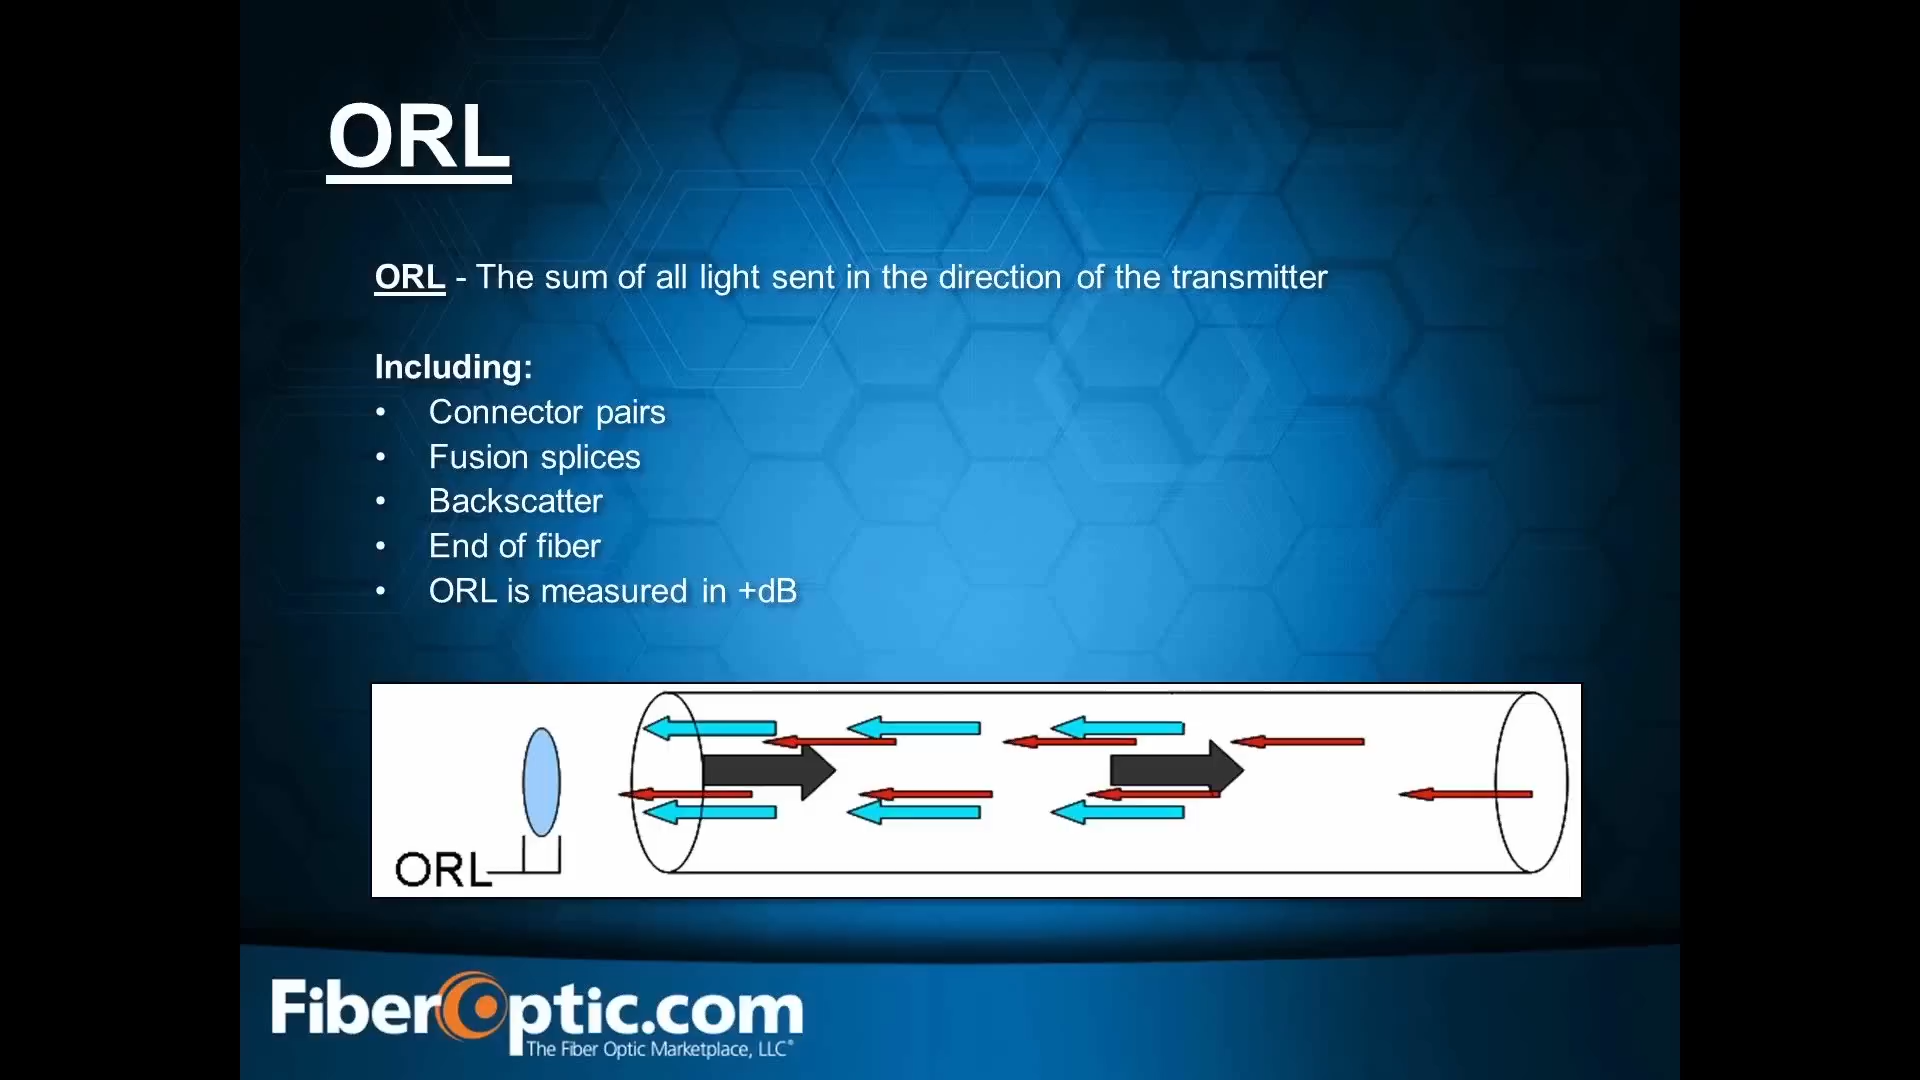 ORL
ORL - The sum of all light sent in the direction of the transmitter
Including:
• Connector pairs
• Fusion splices
• Backscatter
• End of fiber
• ORL is measured in +dB
ORL
FiberOptic.com
The Fiber Optic Marketplace, LLC®